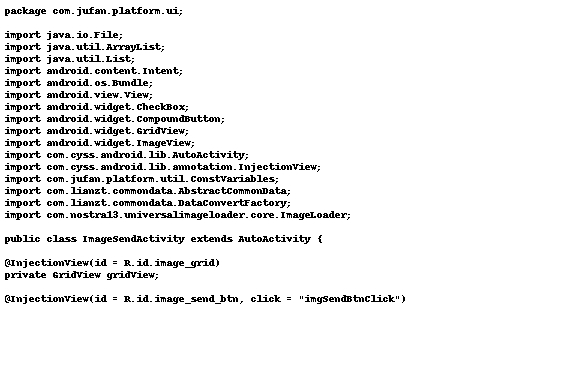 package com.jufan.platform.ui;

import java.io.File;
import java.util.ArrayList;
import java.util.List;
import android.content.Intent;
import android.os.Bundle;
import android.view.View;
import android.widget.CheckBox;
import android.widget.CompoundButton;
import android.widget.GridView;
import android.widget.ImageView;
import com.cyss.android.lib.AutoActivity;
import com.cyss.android.lib.annotation.InjectionView;
import com.jufan.platform.util.ConstVariables;
import com.lianzt.commondata.AbstractCommonData;
import com.lianzt.commondata.DataConvertFactory;
import com.nostra13.universalimageloader.core.ImageLoader;

public class ImageSendActivity extends AutoActivity {

@InjectionView(id = R.id.image_grid)
private GridView gridView;

@InjectionView(id = R.id.image_send_btn, click = "imgSendBtnClick")